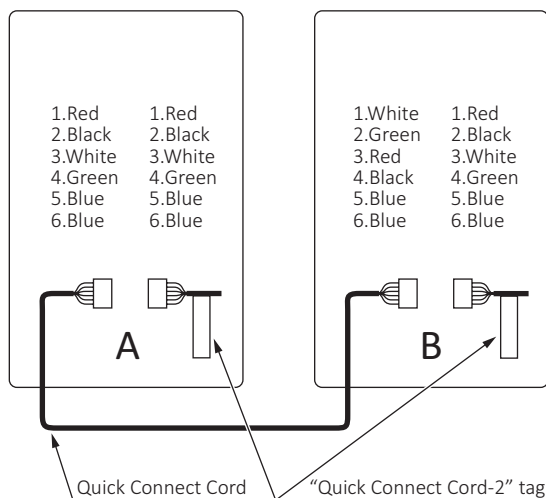 1.Red
2.Black
3.White
4.Green
5.Blue
6.Blue
1.Red
2.Black
3.White
4.Green
5.Blue
6.Blue
1.White
2.Green
3.Red
4.Black
5.Blue
6.Blue
1.Red
2.Black
3.White
4.Green
5.Blue
6.Blue
A
B
Quick Connect Cord
“Quick Connect Cord-2” tag